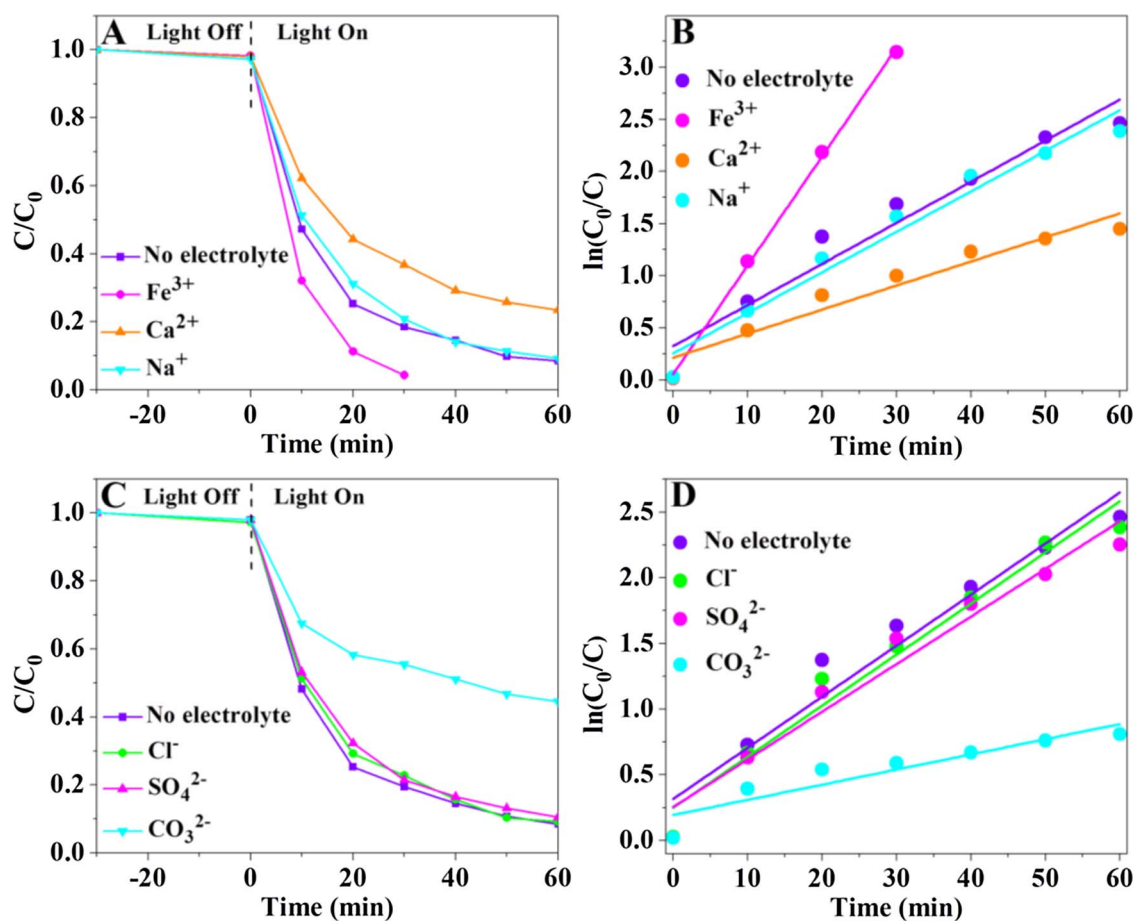 A
Light Off
Light On
C/C0
1.0
0.8
0.6
0.4
0.2
0.0
No electrolyte
Fe3+
Ca2+
Na+
-20
0
20
40
60
Time (min)
B
ln(C0/C)
3.0
2.5
2.0
1.5
1.0
0.5
0.0
No electrolyte
Fe3+
Ca2+
Na+
0
10
20
30
40
50
60
Time (min)
C
Light Off
Light On
C/C0
1.0
0.8
0.6
0.4
0.2
0.0
No electrolyte
Cl-
SO42-
CO32-
-20
0
20
40
60
Time (min)
D
ln(C0/C)
2.5
2.0
1.5
1.0
0.5
0.0
No electrolyte
Cl-
SO42-
CO32-
0
10
20
30
40
50
60
Time (min)